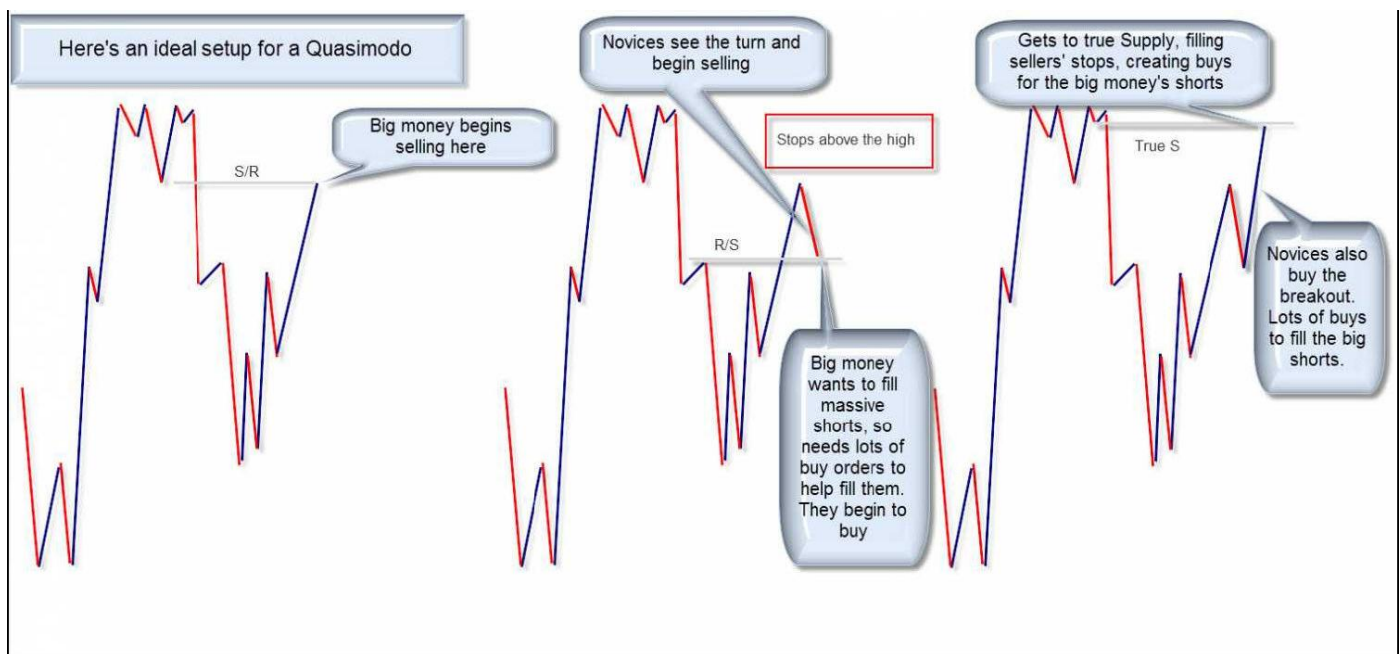 Here's an ideal setup for a Quasimodo
Big money begins
selling here
S/R
Novices see the turn and
begin selling
Stops above the high
R/S
Big money
wants to fill
massive
shorts, so
needs lots of
buy orders to
help fill them.
They begin to
buy
Gets to true Supply, filling
sellers' stops, creating buys
for the big money's shorts
True S
Novices also
buy the
breakout.
Lots of buys
to fill the big
shorts.